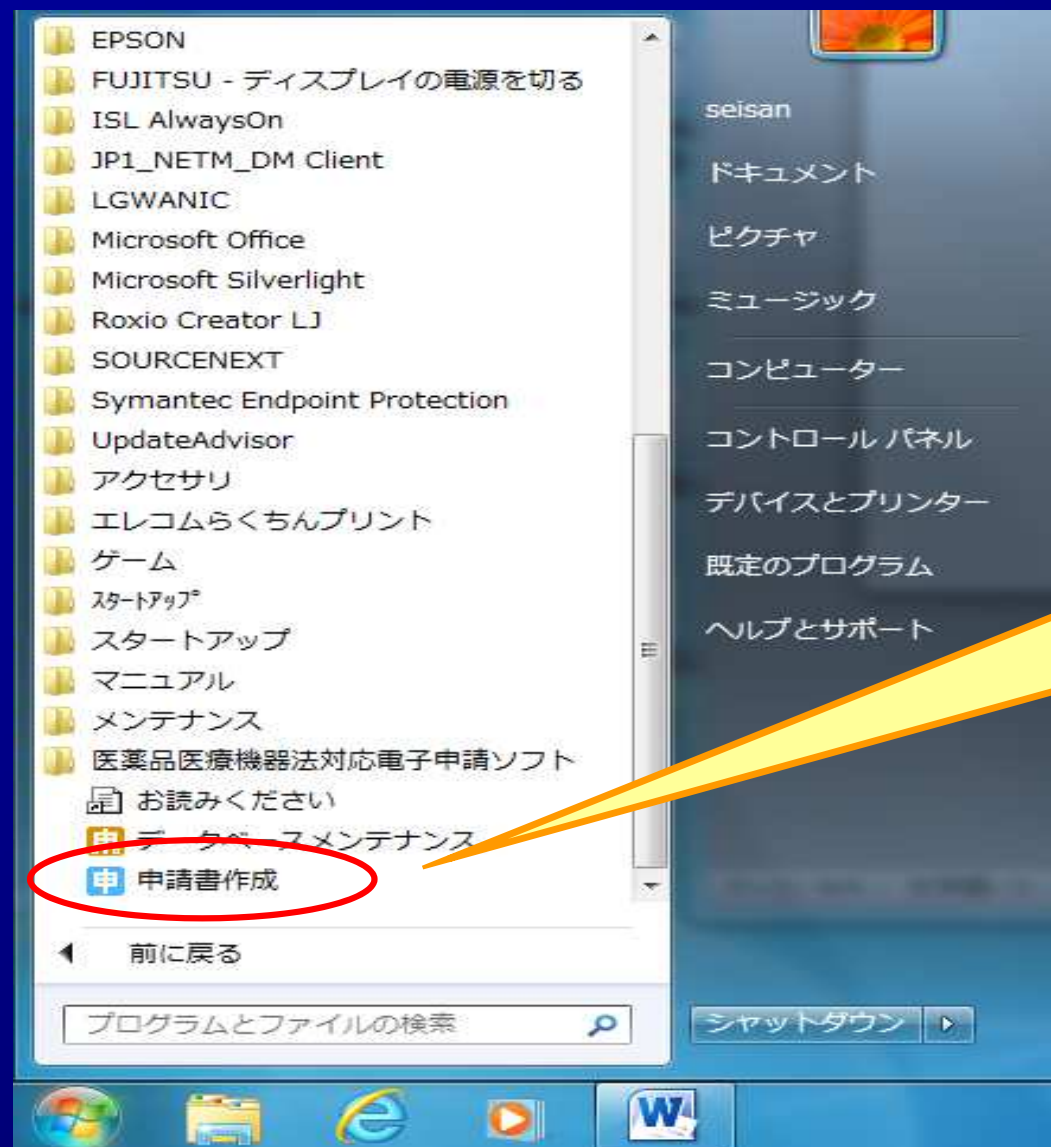 EPSON
FUJITSU - ディスプレイの電源を切る
ISL AlwaysOn
JP1_NETM_DM Client
LGWANIC
Microsoft Office
Microsoft Silverlight
Roxio Creator LJ
SOURCENEXT
Symantec Endpoint Protection
UpdateAdvisor
アクセサリ
エレコムらくちんプリント
ゲーム
ｽﾀｰﾄｱｯﾌﾟ
スタートアップ
マニュアル
メンテナンス
医薬品医療機器法対応電子申請ソフト
お読みください
申 データベースメンテナンス
申 申請書作成
前に戻る
プログラムとファイルの検索
seisan
ドキュメント
ピクチャ
ミュージック
コンピューター
コントロール パネル
デバイスとプリンター
既定のプログラム
ヘルプとサポート
シャットダウン
W